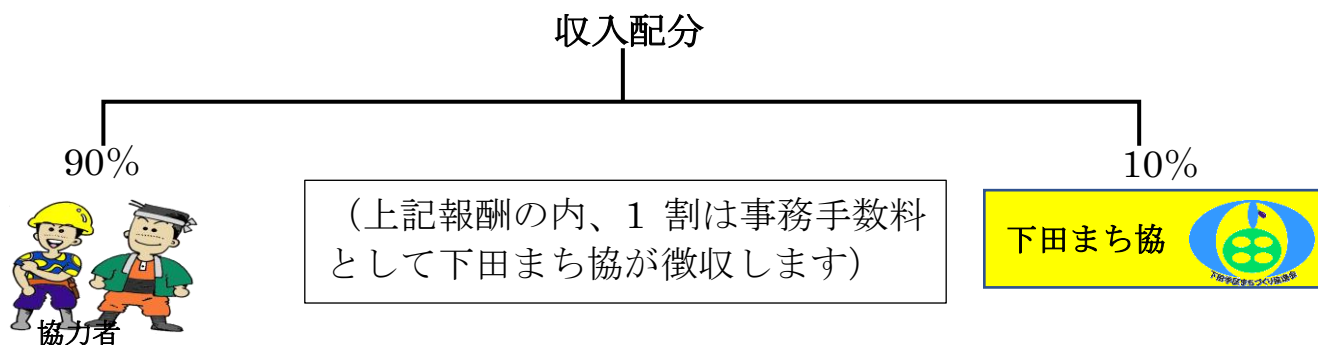 収入配分
90%
10%
(上記報酬の内、1 割は事務手数料
として下田まち協が徴収します)
下田まち協
協力者